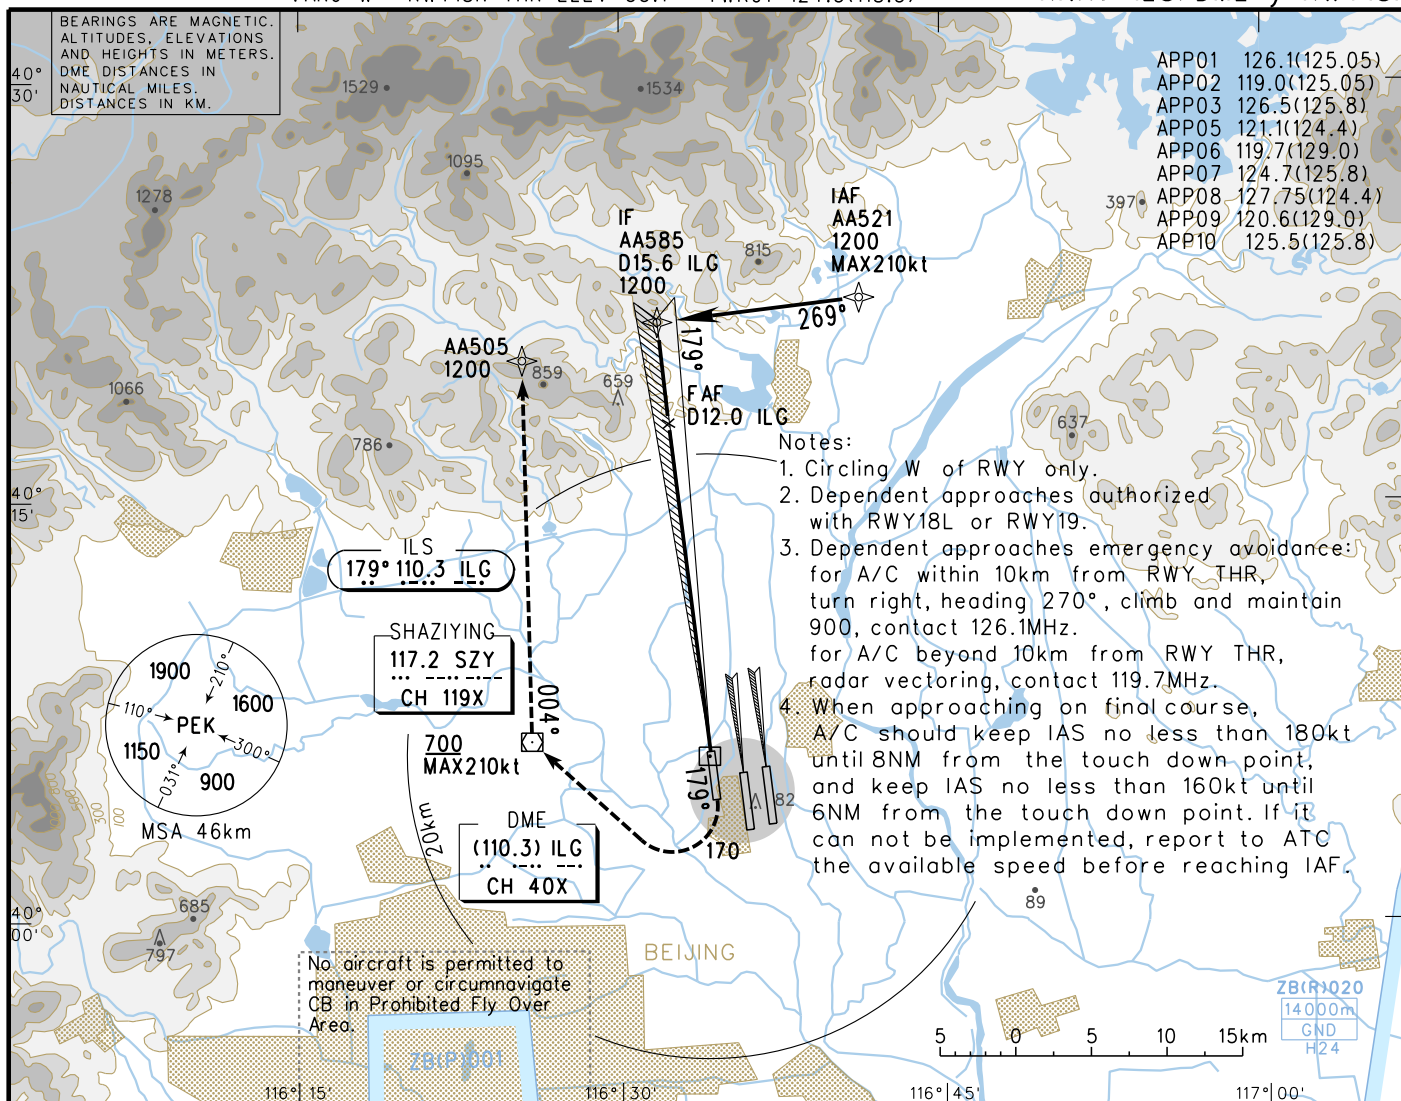 BEARINGS ARE MAGNETIC.
ALTITUDES, ELEVATIONS
AND HEIGHTS IN METERS.
DME DISTANCES IN
NAUTICAL MILES.
DISTANCES IN KM.
APP01 126.1(125.05)
APP02 119.0(125.05)
APP03 126.5(125.8)
APP05 121.1(124.4)
APP06 119.7(129.0)
APP07 124.7(125.8)
APP08 127.75(124.4)
APP09 120.6(129.0)
APP10 125.5(125.8)
40°
30'
1529
1534
1095
1278
397
815
IAF
AA521
1200
MAX210kt
IF
AA585
D15.6 ILG
1200
269°
179°
AA505
1200
859
659
1066
786
637
FAF
D12.0 ILG
Notes:
1. Circling W of RWY only.
2. Dependent approaches authorized
with RWY18L or RWY19.
3. Dependent approaches emergency avoidance:
for A/C within 10km from RWY THR,
turn right, heading 270°, climb and maintain
900, contact 126.1MHz.
for A/C beyond 10km from RWY THR,
radar vectoring, contact 119.7MHz.
4. When approaching on final course,
A/C should keep IAS no less than 180kt
until 8NM from the touch down point,
and keep IAS no less than 160kt until
6NM from the touch down point. If it
can not be implemented, report to ATC
the available speed before reaching IAF.
40°
15'
ILS
179° 110.3 ILG
SHAZIYING
117.2 SZY
CH 119X
004°
700
MAX210kt
179°
170
82
DME
(110.3) ILG
CH 40X
20km
1900
210°
1600
110°
PEK
300°
1150
031°
900
MSA 46km
300
100
685
797
89
40°
00'
BEIJING
No aircraft is permitted to
maneuver or circumnavigate
CB in Prohibited Fly Over
Area.
ZB(P)001
ZB(R)020
14000m
GND
H24
5 0 5 10 15km
116° 15'
116° 30'
116° 45'
117° 00'